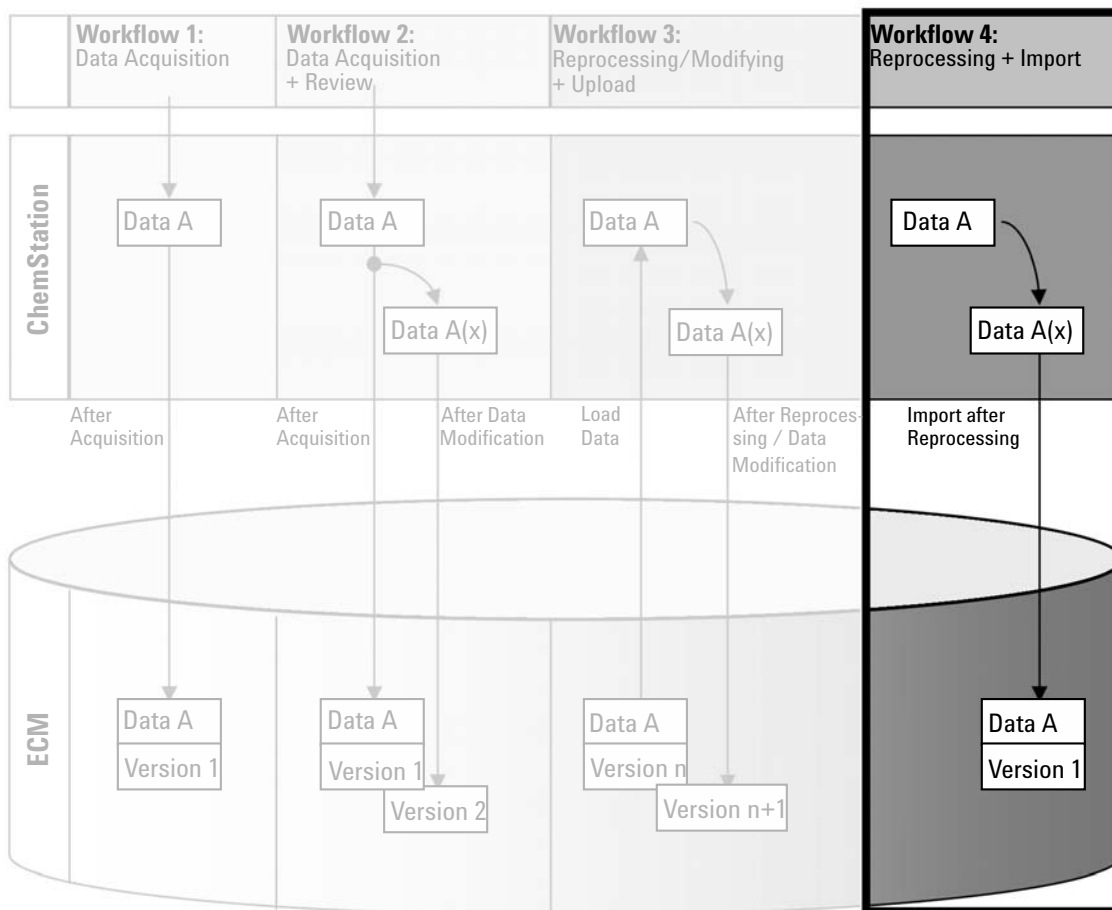 Workflow 1:
Data Acquisition
Workflow 2:
Data Acquisition
+ Review
Workflow 3:
Reprocessing/Modifying
+ Upload
Workflow 4:
Reprocessing + Import
ChemStation
Data A
Data A
Data A(x)
Data A
Data A(x)
Data A
Data A(x)
After
Acquisition
After
Acquisition
After Data
Modification
Load
Data
After Reproces-
sing / Data
Modification
Import after
Reprocessing
ECM
Data A
Version 1
Data A
Version 1
Version 2
Data A
Version n
Version n+1
Data A
Version 1